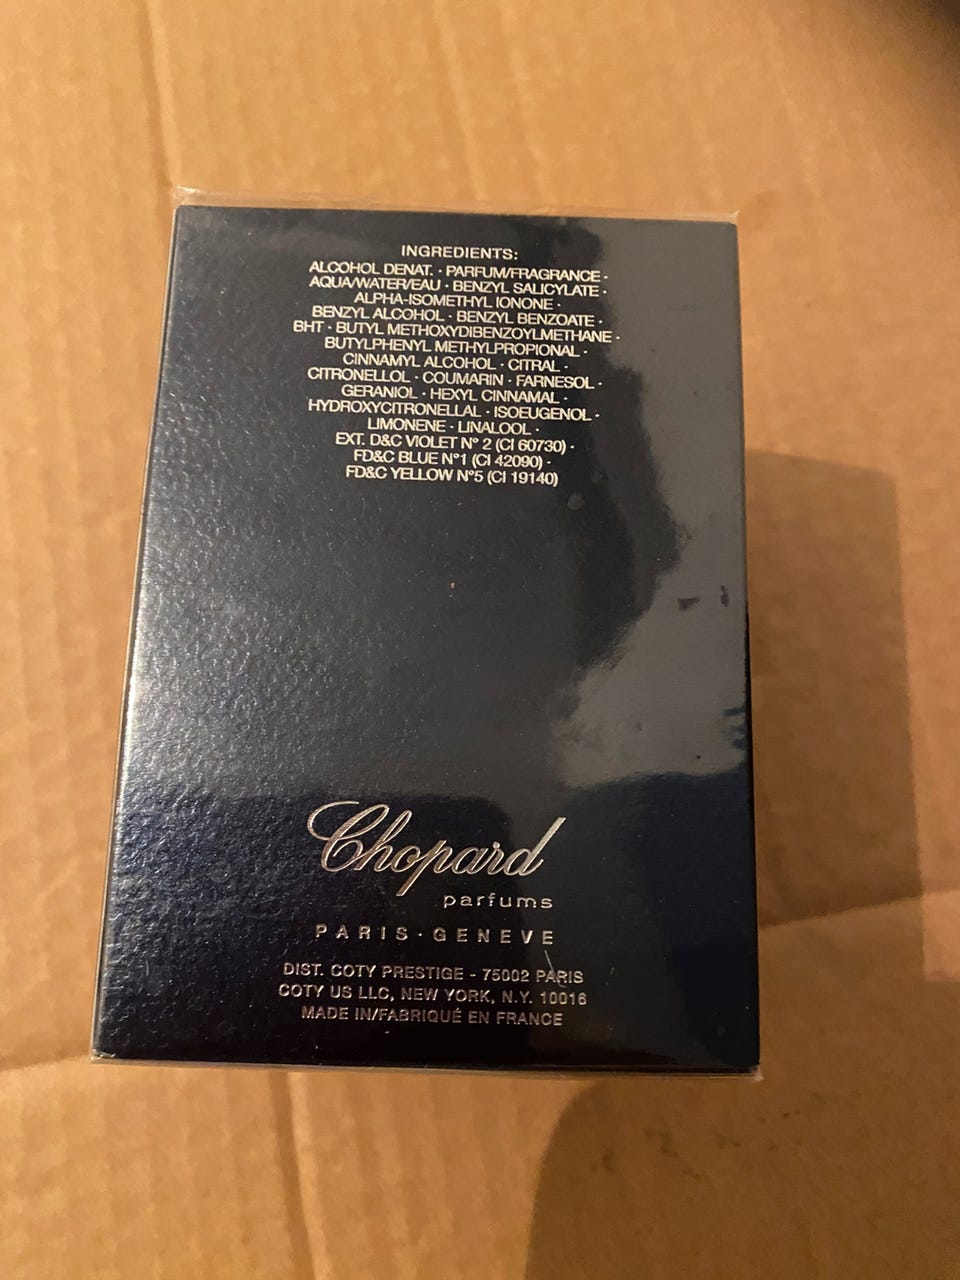 INGREDIENTS:
ALCOHOL DENAT. · PARFUM/FRAGRANCE ·
AQUA/WATER/EAU · BENZYL SALICYLATE ·
ALPHA-ISOMETHYL IONONE ·
BENZYL ALCOHOL · BENZYL BENZOATE ·
BHT · BUTYL METHOXYDIBENZOYLMETHANE ·
BUTYLPHENYL METHYLPROPIONAL ·
CINNAMYL ALCOHOL · CITRAL ·
CITRONELLOL · COUMARIN · FARNESOL ·
GERANIOL · HEXYL CINNAMAL ·
HYDROXYCITRONELLAL · ISOEUGENOL ·
LIMONENE · LINALOOL ·
EXT. D&C VIOLET N° 2 (CI 60730) ·
FD&C BLUE N°1 (CI 42090) ·
FD&C YELLOW N°5 (CI 19140)
Chopard
parfums
PARIS · GENEVE
DIST. COTY PRESTIGE - 75002 PARIS
COTY US LLC, NEW YORK, N.Y. 10016
MADE IN/FABRIQUÉ EN FRANCE